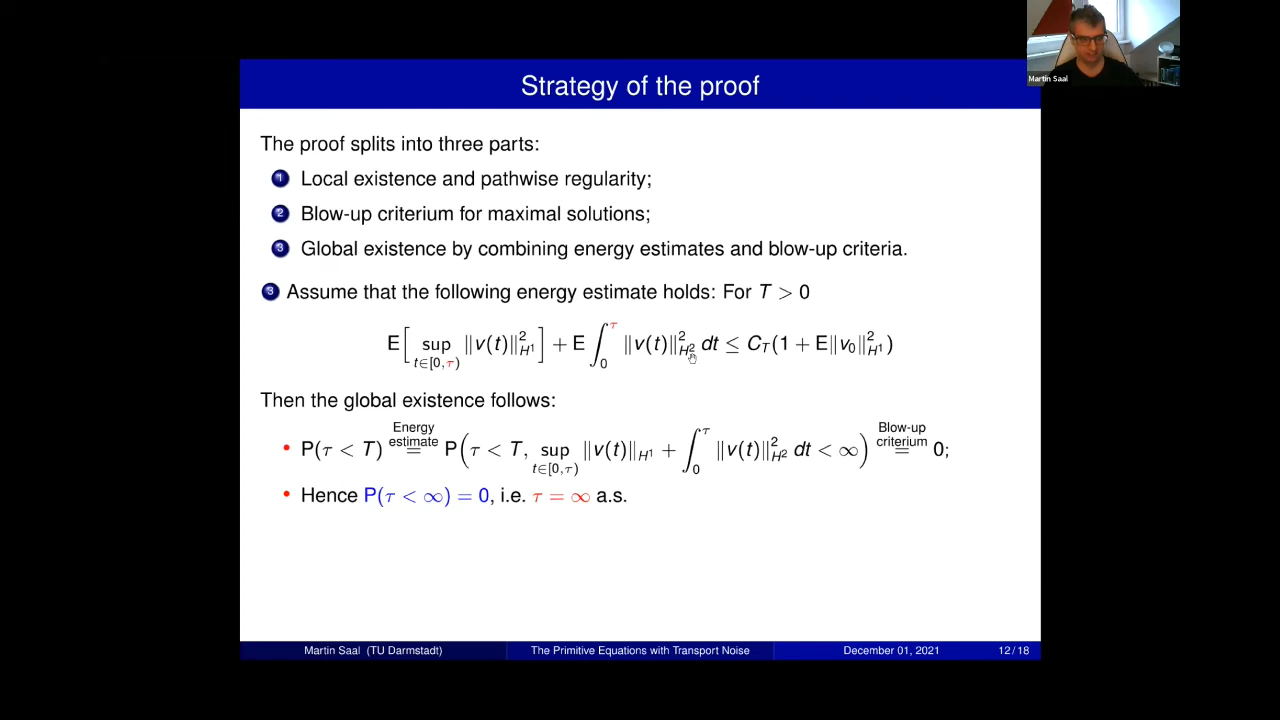 Martin Saal
Strategy of the proof
The proof splits into three parts:
1 Local existence and pathwise regularity;
2 Blow-up criterium for maximal solutions;
3 Global existence by combining energy estimates and blow-up criteria.
3 Assume that the following energy estimate holds: For T > 0
E[ sup_{t∈[0,τ)} ‖v(t)‖²_{H¹} ] + E ∫_0^τ ‖v(t)‖²_{H²} dt ≤ C_T(1 + E‖v₀‖²_{H¹})
Then the global existence follows:
• P(τ < T) =^{Energy estimate} P( τ < T, sup_{t∈[0,τ)} ‖v(t)‖_{H¹} + ∫_0^τ ‖v(t)‖²_{H²} dt < ∞ ) =^{Blow-up criterium} 0;
• Hence P(τ < ∞) = 0, i.e. τ = ∞ a.s.
Martin Saal (TU Darmstadt) The Primitive Equations with Transport Noise December 01, 2021 12 / 18